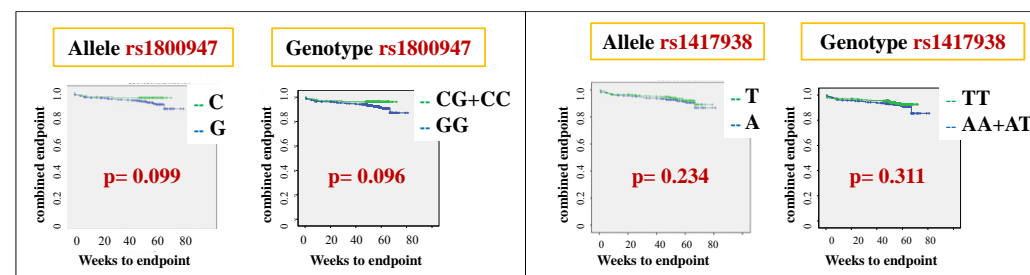 Allele rs1800947
Genotype rs1800947
Allele rs1417938
Genotype rs1417938
combined endpoint
1.0
0.8
0.6
0.4
0.2
0
C
G
p= 0.099
0 20 40 60 80
Weeks to endpoint
combined endpoint
1.0
0.8
0.6
0.4
0.2
0
CG+CC
GG
p= 0.096
0 20 40 60 80
Weeks to endpoint
combined endpoint
1.0
0.8
0.6
0.4
0.2
0
T
A
p= 0.234
0 20 40 60 80
Weeks to endpoint
combined endpoint
1.0
0.8
0.6
0.4
0.2
0
TT
AA+AT
p= 0.311
0 20 40 60 80
Weeks to endpoint